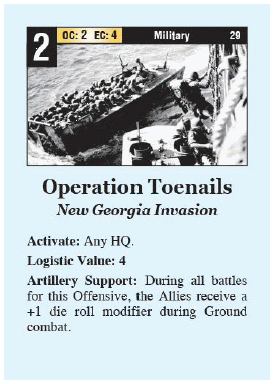 2
OC: 2 EC: 4
Military
29
Operation Toenails
New Georgia Invasion
Activate: Any HQ.
Logistic Value: 4
Artillery Support: During all battles
for this Offensive, the Allies receive a
+1 die roll modifier during Ground
combat.